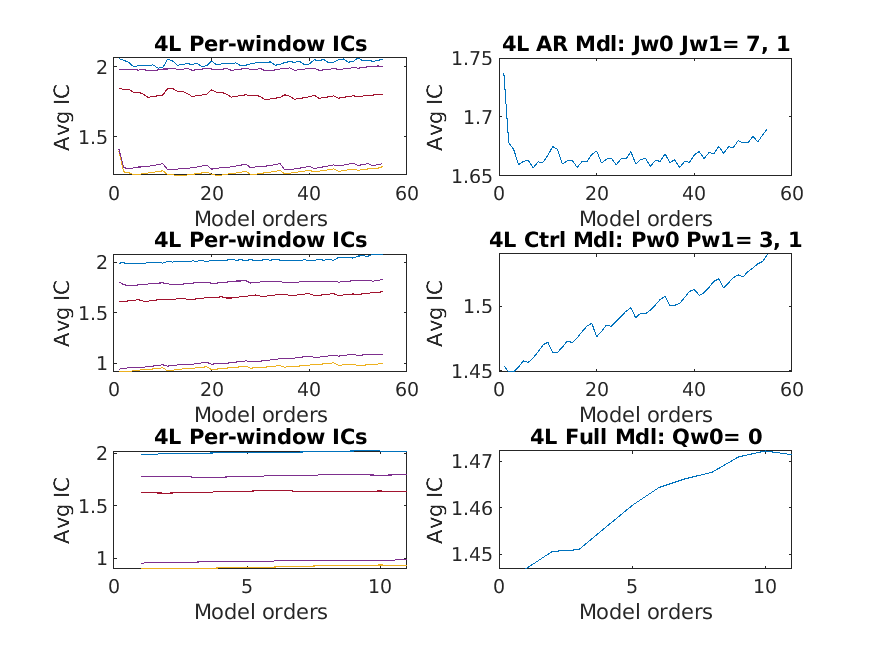 4L Per-window ICs
4L AR Mdl: Jw0 Jw1= 7, 1
Avg IC
2
1.5
0
20
40
60
Model orders
Avg IC
1.75
1.7
1.65
0
20
40
60
Model orders
4L Per-window ICs
4L Ctrl Mdl: Pw0 Pw1= 3, 1
Avg IC
2
1.5
1
0
20
40
60
Model orders
Avg IC
1.5
1.45
0
20
40
60
Model orders
4L Per-window ICs
4L Full Mdl: Qw0= 0
Avg IC
2
1.5
1
0
5
10
Model orders
Avg IC
1.47
1.46
1.45
0
5
10
Model orders